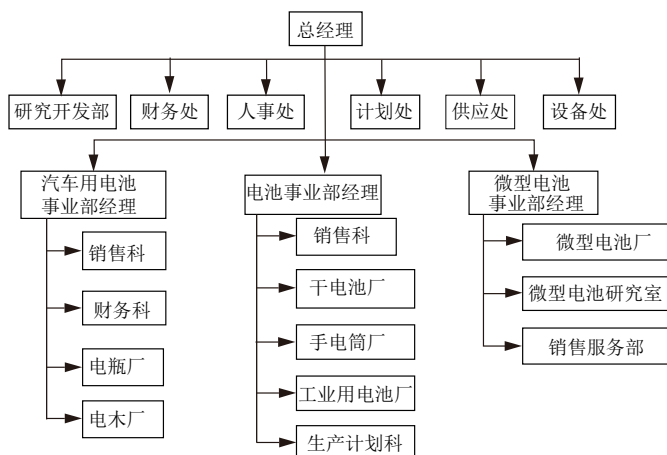 总经理
研究开发部
财务处
人事处
计划处
供应处
设备处
汽车用电池
事业部经理
电池事业部经理
微型电池
事业部经理
销售科
财务科
电瓶厂
电木厂
销售科
干电池厂
手电筒厂
工业用电池厂
生产计划科
微型电池厂
微型电池研究室
销售服务部